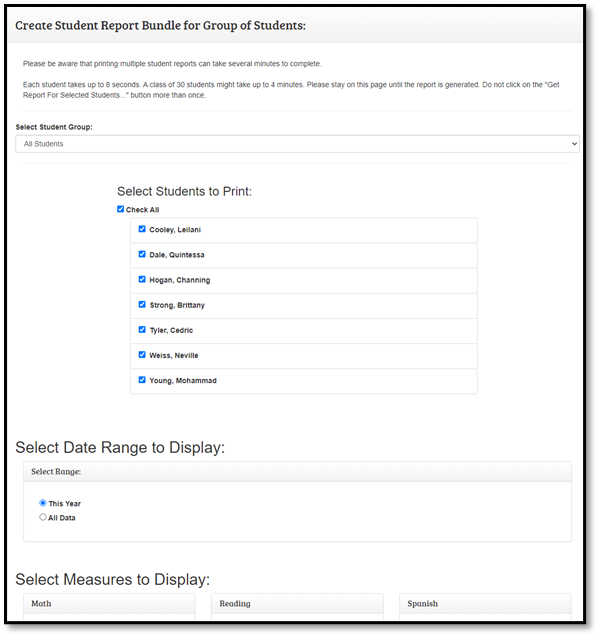 Create Student Report Bundle for Group of Students:
Please be aware that printing multiple student reports can take several minutes to complete.
Each student takes up to 8 seconds. A class of 30 students might take up to 4 minutes. Please stay on this page until the report is generated. Do not click on the "Get
Report For Selected Students..." button more than once.
Select Student Group:
All Students
Select Students to Print:
Check All
Cooley, Leilani
Dale, Quintessa
Hogan, Channing
Strong, Brittany
Tyler, Cedric
Weiss, Neville
Young, Mohammad
Select Date Range to Display:
Select Range:
This Year
All Data
Select Measures to Display:
Math Reading Spanish